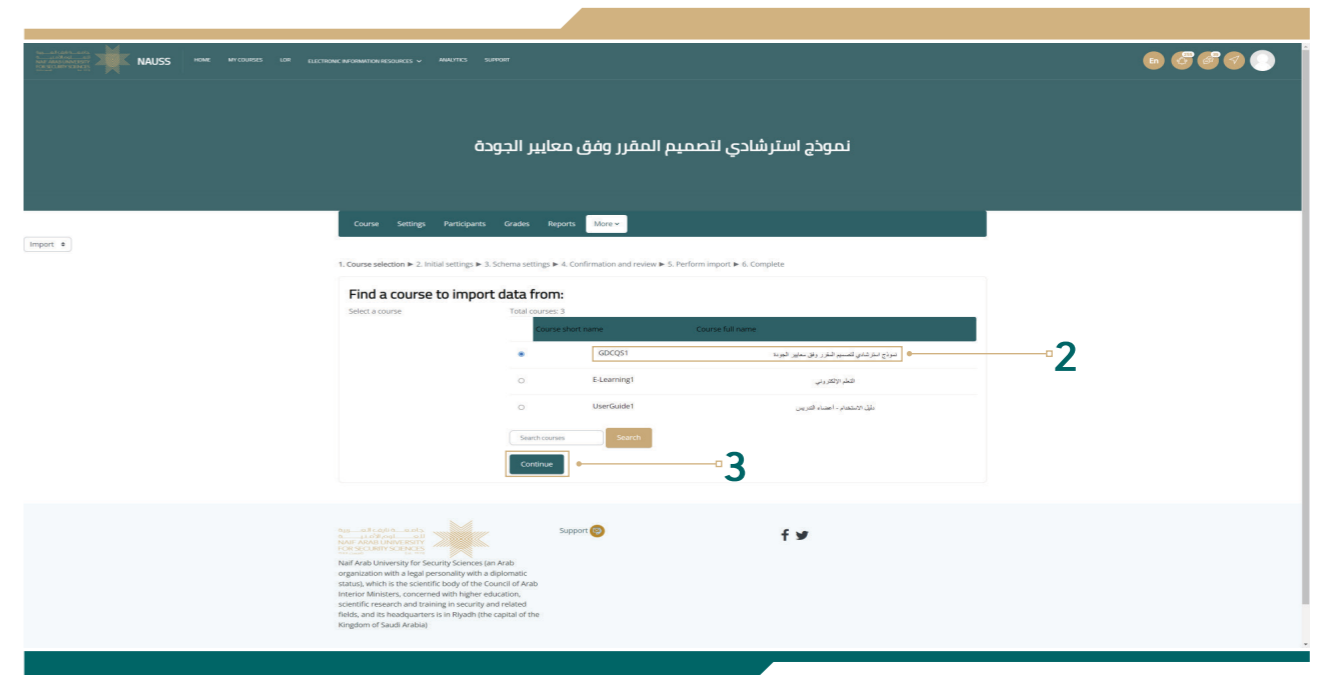 NAUSS HOME MY COURSES LDR ELECTRONIC INFORMATION RESOURCES ANALYTICS SUPPORT En
نموذج استرشادي لتصميم المقرر وفق معايير الجودة
Course Settings Participants Grades Reports More
Import
1. Course selection ► 2. Initial settings ► 3. Schema settings ► 4. Confirmation and review ► 5. Perform import ► 6. Complete
Find a course to import data from:
Select a course Total courses: 3
Course short name Course full name
GDCQS1 نموذج استرشادي لتصميم المقرر وفق معايير الجودة 2
E-Learning1 التعلم الإلكتروني
UserGuide1 دليل الاستخدام - أعضاء التدريس
Search courses Search
Continue 3
NAIF ARAB UNIVERSITY
FOR SECURITY SCIENCES
Support
Naif Arab University for Security Sciences (an Arab
organization with a legal personality with a diplomatic
status), which is the scientific body of the Council of Arab
Interior Ministers, concerned with higher education,
scientific research and training in security and related
fields, and its headquarters is in Riyadh (the capital of the
Kingdom of Saudi Arabia)